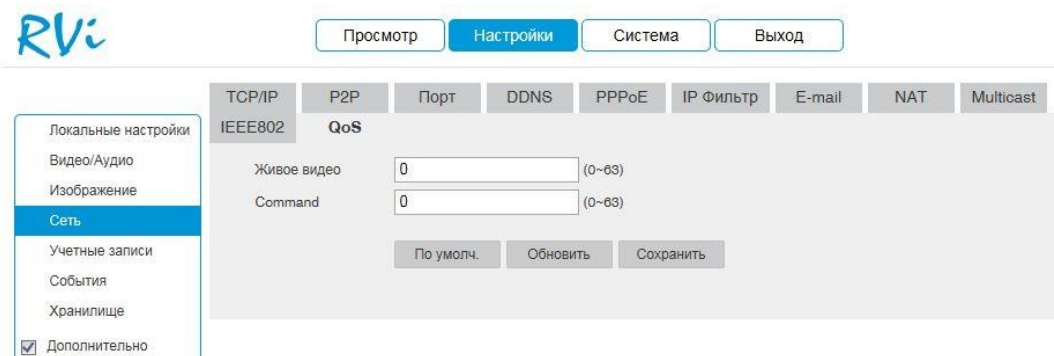 RVi
Просмотр Настройки Система Выход
TCP/IP P2P Порт DDNS PPPoE IP Фильтр E-mail NAT Multicast
IEEE802 QoS
Локальные настройки
Видео/Аудио
Изображение
Сеть
Учетные записи
События
Хранилище
Дополнительно
Живое видео 0 (0~63)
Command 0 (0~63)
По умолч. Обновить Сохранить